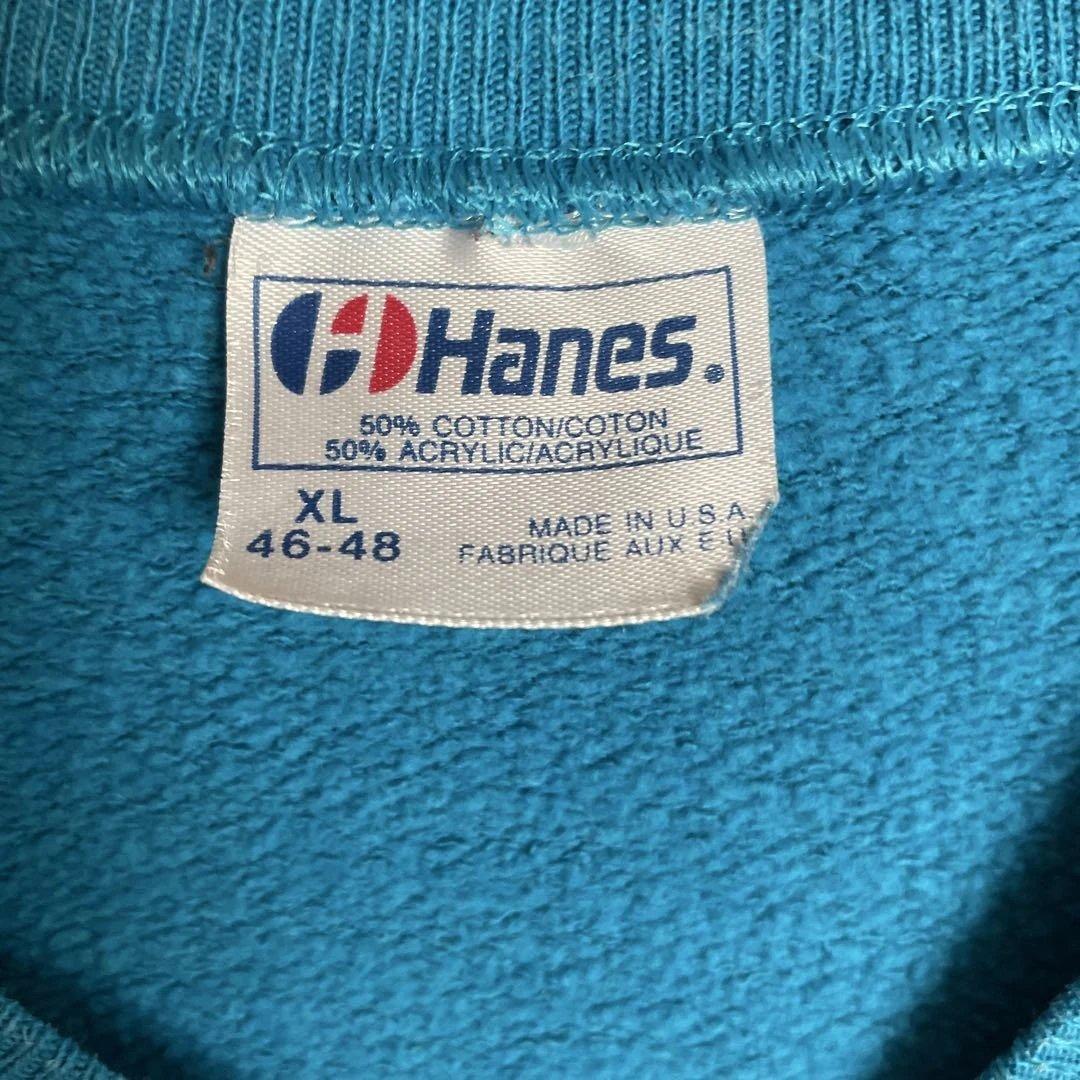 Hanes.
50% COTTON/COTON
50% ACRYLIC/ACRYLIQUE
XL
46-48
MADE IN U S A
FABRIQUE AUX E